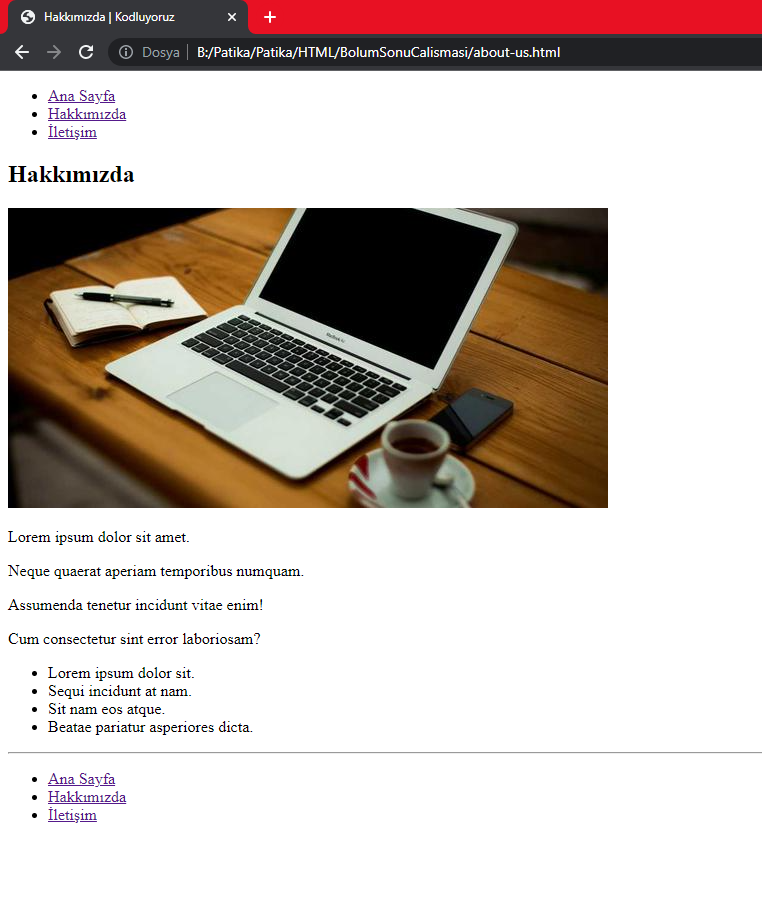 Hakkımızda | Kodluyoruz
Dosya | B:/Patika/Patika/HTML/BolumSonuCalismasi/about-us.html
Ana Sayfa
Hakkımızda
İletişim
Hakkımızda
MacBook Air
Lorem ipsum dolor sit amet.
Neque quaerat aperiam temporibus numquam.
Assumenda tenetur incidunt vitae enim!
Cum consectetur sint error laboriosam?
Lorem ipsum dolor sit.
Sequi incidunt at nam.
Sit nam eos atque.
Beatae pariatur asperiores dicta.
Ana Sayfa
Hakkımızda
İletişim